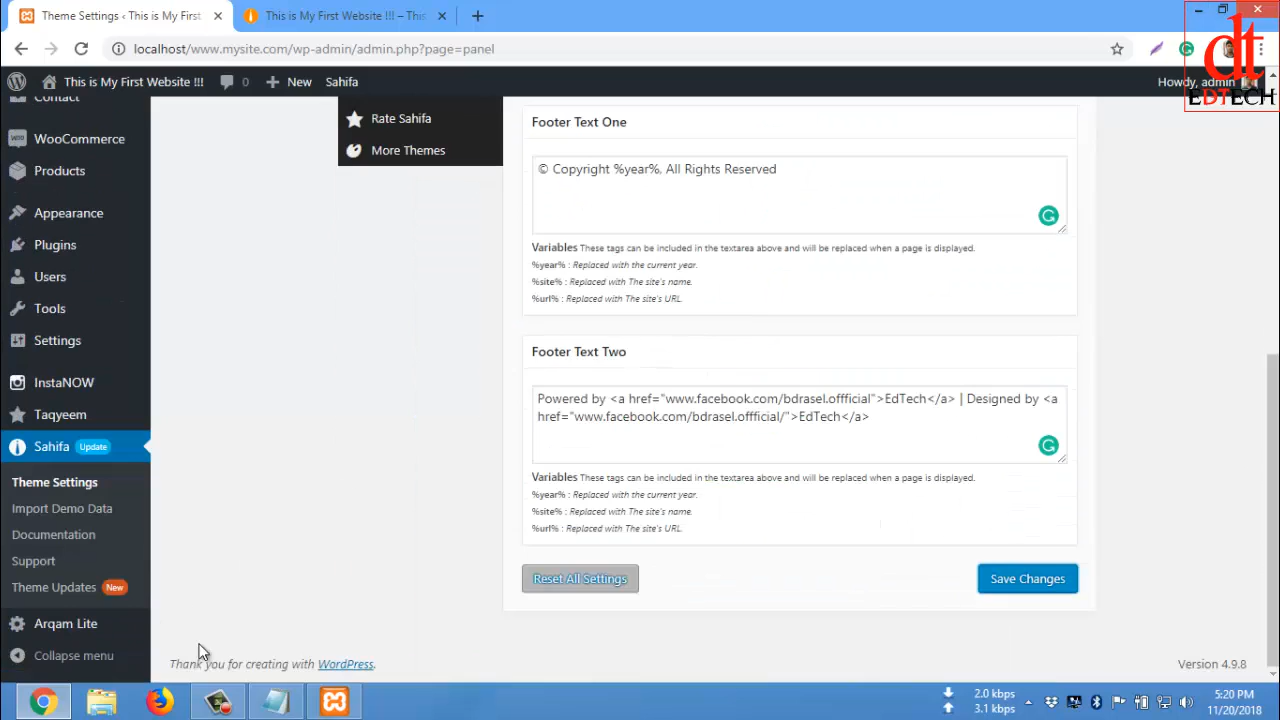 Theme Settings ‹ This is My First
This is My First Website !!! – This
localhost/www.mysite.com/wp-admin/admin.php?page=panel
dt
EDTECH
This is My First Website !!!
0
New
Sahifa
Howdy, admin
Contact
WooCommerce
Products
Appearance
Plugins
Users
Tools
Settings
InstaNOW
Taqyeem
Sahifa Update
Theme Settings
Import Demo Data
Documentation
Support
Theme Updates New
Arqam Lite
Collapse menu
Rate Sahifa
More Themes
Footer Text One
© Copyright %year%, All Rights Reserved
Variables These tags can be included in the textarea above and will be replaced when a page is displayed.
%year% : Replaced with the current year.
%site% : Replaced with The site's name.
%url% : Replaced with The site's URL.
Footer Text Two
Powered by <a href="www.facebook.com/bdrasel.offficial">EdTech</a> | Designed by <a
href="www.facebook.com/bdrasel.offficial/">EdTech</a>
Variables These tags can be included in the textarea above and will be replaced when a page is displayed.
%year% : Replaced with the current year.
%site% : Replaced with The site's name.
%url% : Replaced with The site's URL.
Reset All Settings
Save Changes
Thank you for creating with WordPress.
Version 4.9.8
2.0 kbps
3.1 kbps
5:20 PM
11/20/2018